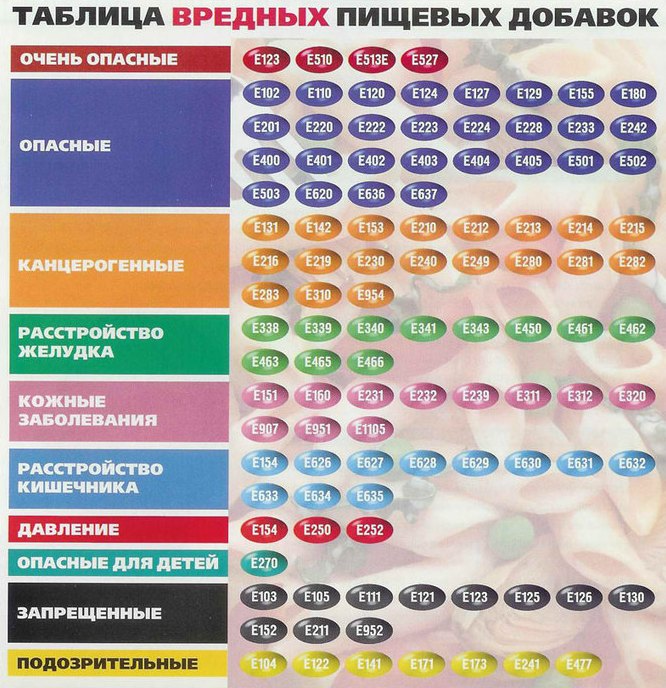 ТАБЛИЦА ВРЕДНЫХ ПИЩЕВЫХ ДОБАВОК
ОЧЕНЬ ОПАСНЫЕ
E123 E510 E513E E527
ОПАСНЫЕ
E102 E110 E120 E124 E127 E129 E155 E180
E201 E220 E222 E223 E224 E228 E233 E242
E400 E401 E402 E403 E404 E405 E501 E502
E503 E620 E636 E637
КАНЦЕРОГЕННЫЕ
E131 E142 E153 E210 E212 E213 E214 E215
E216 E219 E230 E240 E249 E280 E281 E282
E283 E310 E954
РАССТРОЙСТВО
ЖЕЛУДКА
E338 E339 E340 E341 E343 E450 E461 E462
E463 E465 E466
КОЖНЫЕ
ЗАБОЛЕВАНИЯ
E151 E160 E231 E232 E239 E311 E312 E320
E907 E951 E1105
РАССТРОЙСТВО
КИШЕЧНИКА
E154 E626 E627 E628 E629 E630 E631 E632
E633 E634 E635
ДАВЛЕНИЕ
E154 E250 E252
ОПАСНЫЕ ДЛЯ ДЕТЕЙ
E270
ЗАПРЕЩЕННЫЕ
E103 E105 E111 E121 E123 E125 E126 E130
E152 E211 E952
ПОДОЗРИТЕЛЬНЫЕ
E104 E122 E141 E171 E173 E241 E477